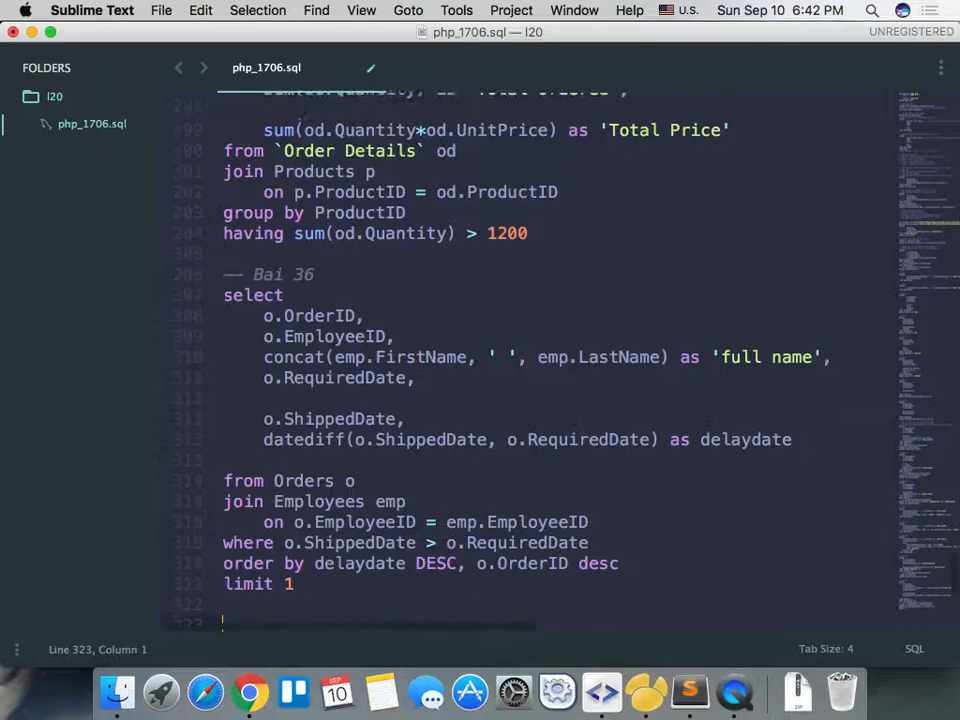 Sublime Text File Edit Selection Find View Goto Tools Project Window Help U.S. Sun Sep 10 6:42 PM
php_1706.sql — l20 UNREGISTERED
FOLDERS
l20
php_1706.sql
php_1706.sql
sum(od.Quantity*od.UnitPrice) as 'Total Price'
from `Order Details` od
join Products p
on p.ProductID = od.ProductID
group by ProductID
having sum(od.Quantity) > 1200
-- Bai 36
select
o.OrderID,
o.EmployeeID,
concat(emp.FirstName, ' ', emp.LastName) as 'full name',
o.RequiredDate,
o.ShippedDate,
datediff(o.ShippedDate, o.RequiredDate) as delaydate
from Orders o
join Employees emp
on o.EmployeeID = emp.EmployeeID
where o.ShippedDate > o.RequiredDate
order by delaydate DESC, o.OrderID desc
limit 1
Line 323, Column 1 Tab Size: 4 SQL
SEP
10
ZIP